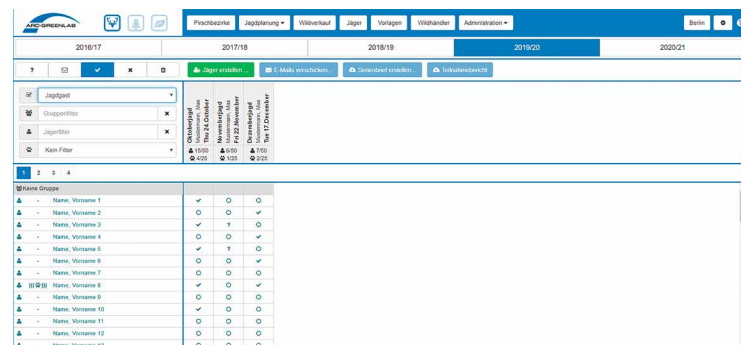 ARC-GREENLAB
Pirschbezirke Jagdplanung Wildverkauf Jäger Vorlagen Wildhändler Administration Berlin
2016/17 2017/18 2018/19 2019/20 2020/21
? Jäger erstellen ... E-Mails verschicken... Serienbrief erstellen... Teilnahmebericht
Jagdgast
Gruppenfilter
Jägerfilter
Kein Filter
Oktoberjagd
Mustermann, Max
Thu 24.October
Novemberjagd
Mustermann, Max
Fri 22.November
Dezemberjagd
Mustermann, Max
Tue 17.December
15/50 6/50 7/50
4/25 1/25 2/25
1 2 3 4
Keine Gruppe
- Name, Vorname 1
- Name, Vorname 2
- Name, Vorname 3 ?
- Name, Vorname 4
- Name, Vorname 5 ?
- Name, Vorname 6
- Name, Vorname 7
- Name, Vorname 8
- Name, Vorname 9
- Name, Vorname 10
- Name, Vorname 11
- Name, Vorname 12